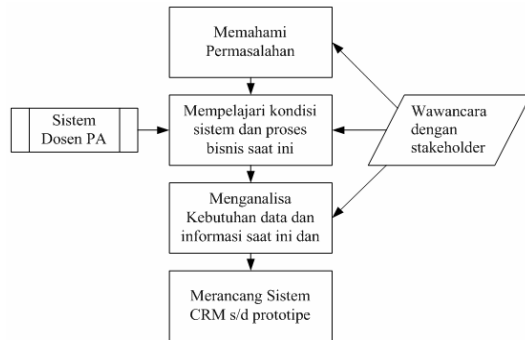 Memahami
Permasalahan
Sistem
Dosen PA
Mempelajari kondisi
sistem dan proses
bisnis saat ini
Wawancara
dengan
stakeholder
Menganalisa
Kebutuhan data dan
informasi saat ini dan
Merancang Sistem
CRM s/d prototipe